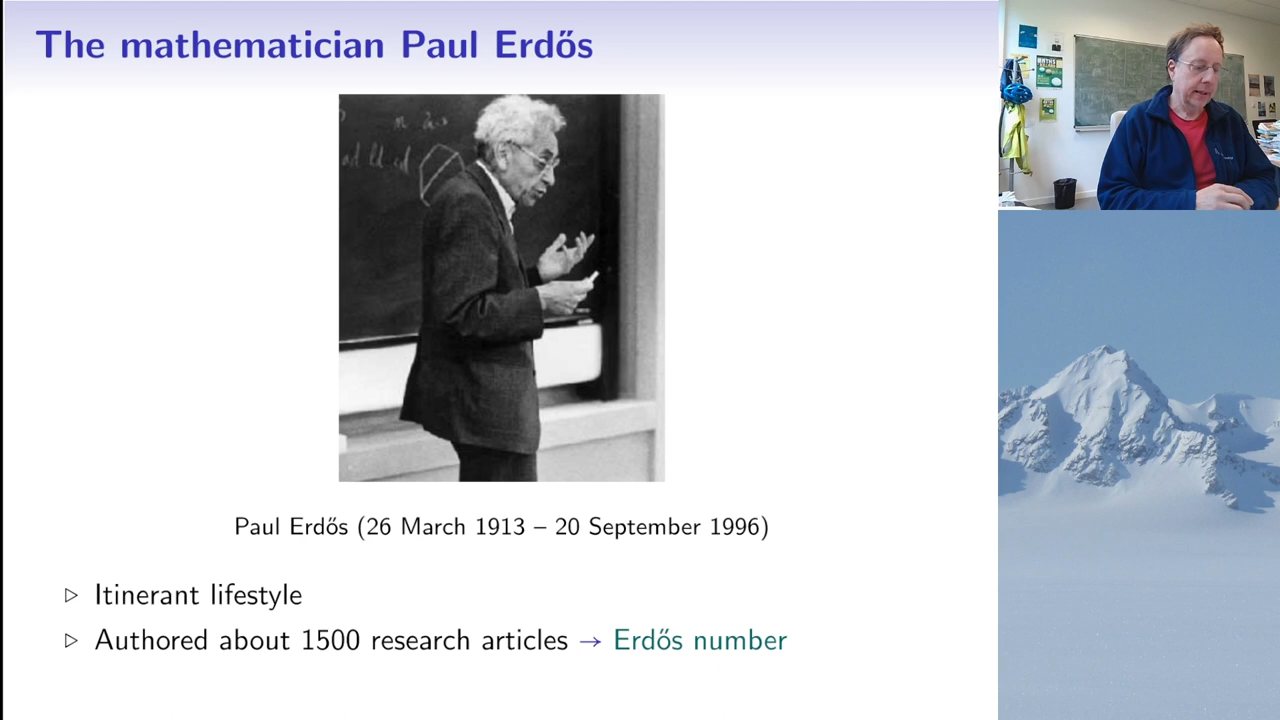 The mathematician Paul Erdős
Paul Erdős (26 March 1913 – 20 September 1996)
▷ Itinerant lifestyle
▷ Authored about 1500 research articles → Erdős number